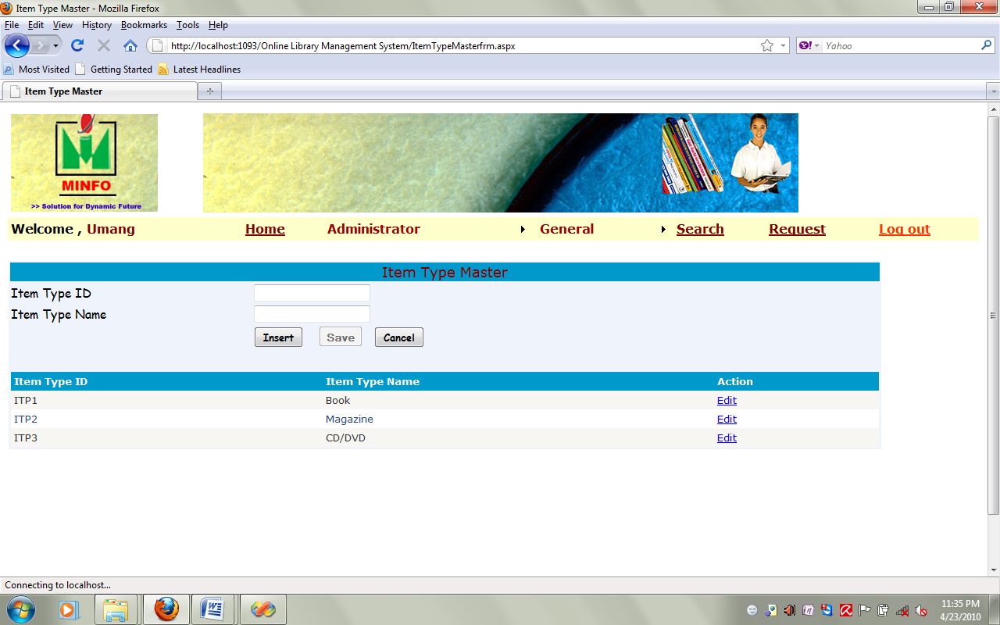 Item Type Master - Mozilla Firefox
File Edit View History Bookmarks Tools Help
http://localhost:1093/Online Library Management System/ItemTypeMasterfrm.aspx
Yahoo
Most Visited Getting Started Latest Headlines
Item Type Master
MINFO
>> Solution for Dynamic Future
Welcome , Umang Home Administrator General Search Request Log out
Item Type Master
Item Type ID
Item Type Name
Insert Save Cancel
Item Type ID Item Type Name Action
ITP1 Book Edit
ITP2 Magazine Edit
ITP3 CD/DVD Edit
Connecting to localhost...
11:35 PM
4/23/2010